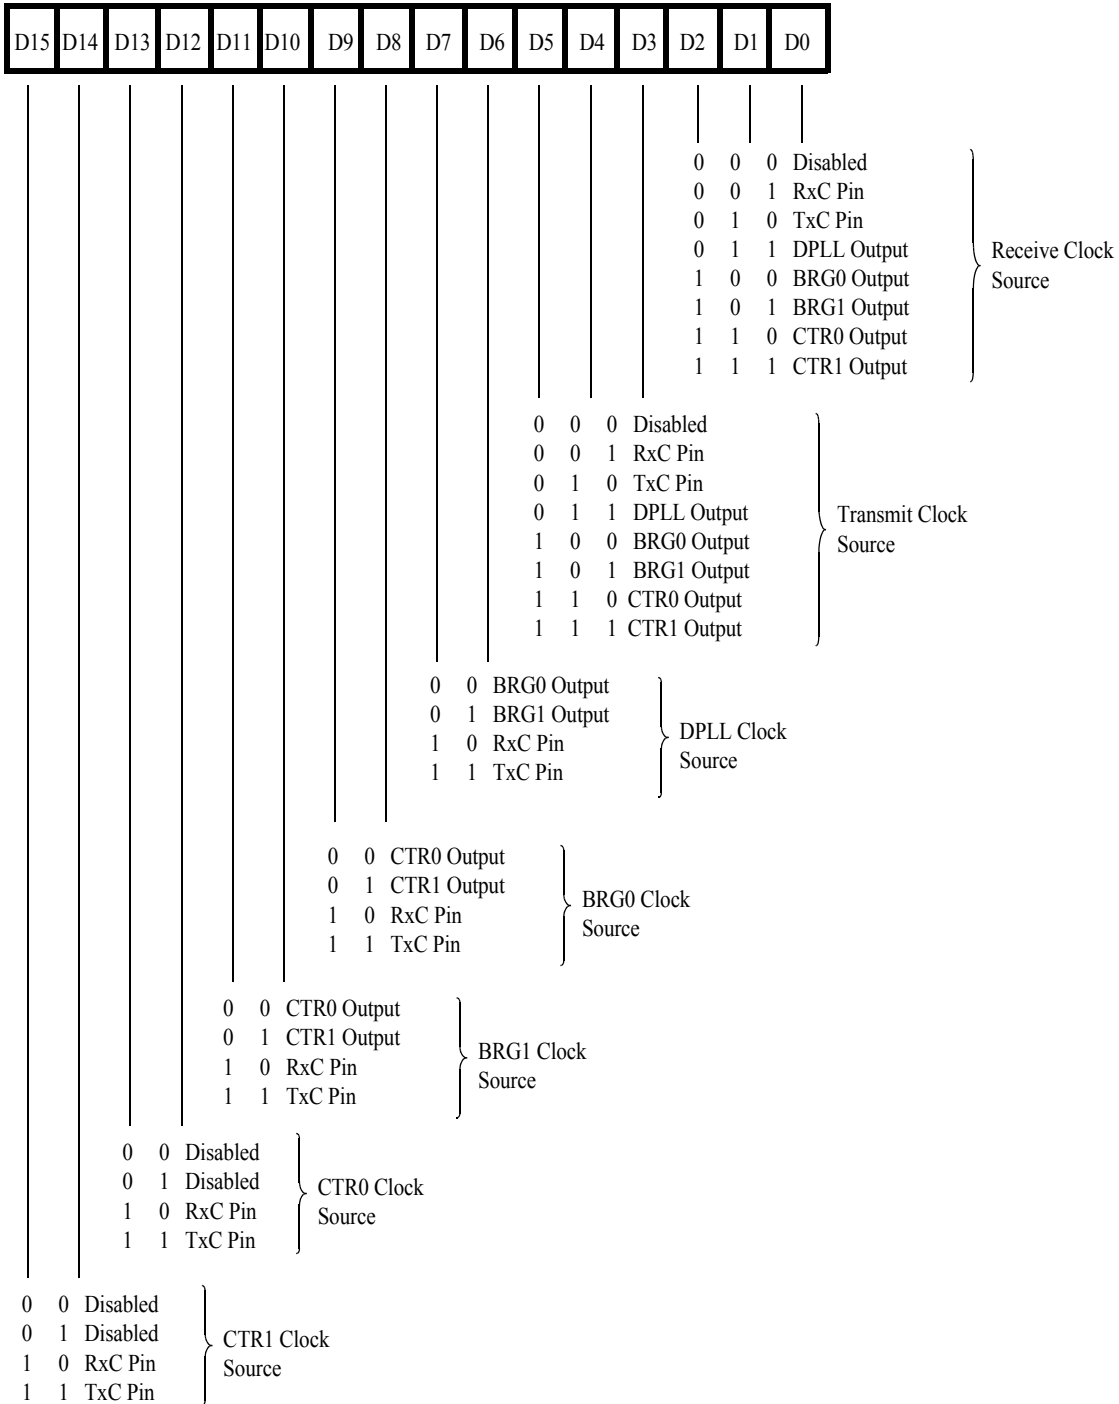 D15 D14 D13 D12 D11 D10 D9 D8 D7 D6 D5 D4 D3 D2 D1 D0
0 0 0 Disabled
0 0 1 RxC Pin
0 1 0 TxC Pin
0 1 1 DPLL Output
1 0 0 BRG0 Output
1 0 1 BRG1 Output
1 1 0 CTR0 Output
1 1 1 CTR1 Output
Receive Clock
Source
0 0 0 Disabled
0 0 1 RxC Pin
0 1 0 TxC Pin
0 1 1 DPLL Output
1 0 0 BRG0 Output
1 0 1 BRG1 Output
1 1 0 CTR0 Output
1 1 1 CTR1 Output
Transmit Clock
Source
0 0 BRG0 Output
0 1 BRG1 Output
1 0 RxC Pin
1 1 TxC Pin
DPLL Clock
Source
0 0 CTR0 Output
0 1 CTR1 Output
1 0 RxC Pin
1 1 TxC Pin
BRG0 Clock
Source
0 0 CTR0 Output
0 1 CTR1 Output
1 0 RxC Pin
1 1 TxC Pin
BRG1 Clock
Source
0 0 Disabled
0 1 Disabled
1 0 RxC Pin
1 1 TxC Pin
CTR0 Clock
Source
0 0 Disabled
0 1 Disabled
1 0 RxC Pin
1 1 TxC Pin
CTR1 Clock
Source